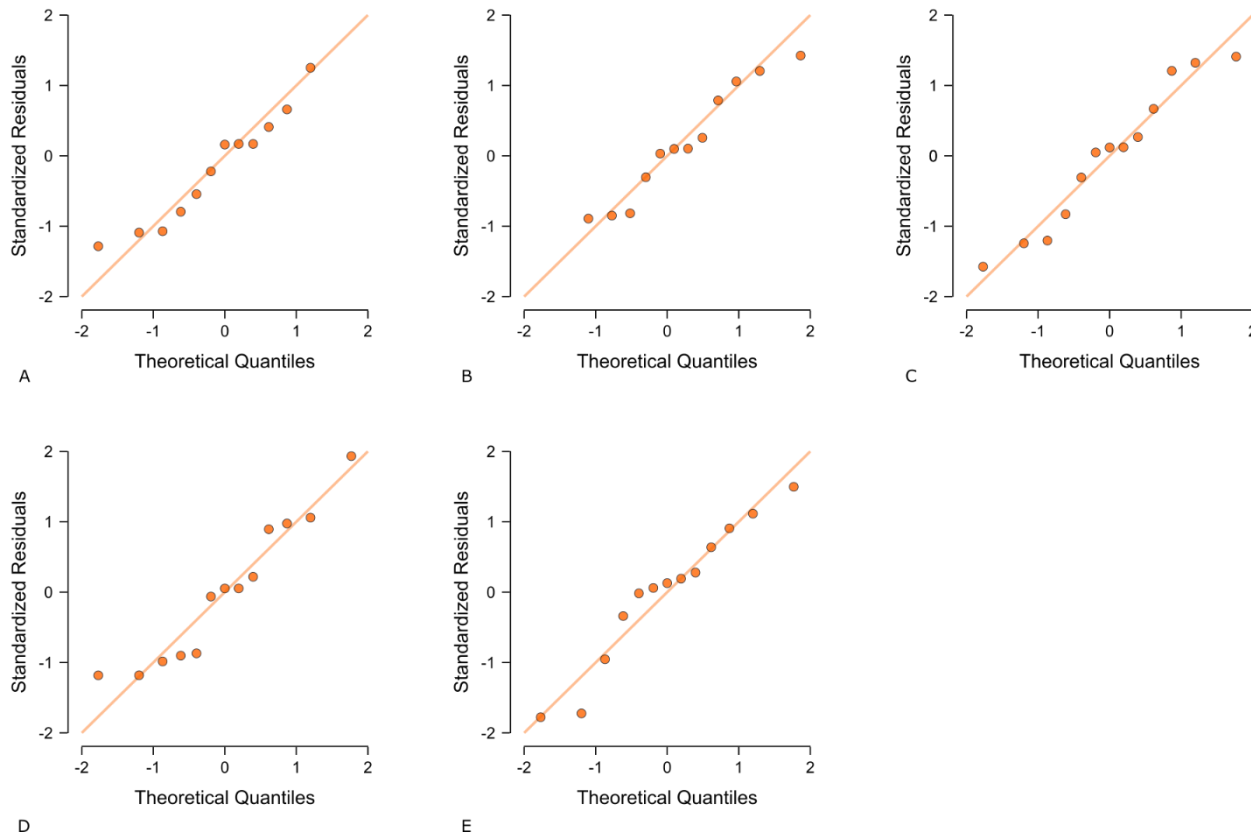 2
1
0
-1
-2
Standardized Residuals
-2 -1 0 1 2
Theoretical Quantiles
A
2
1
0
-1
-2
Standardized Residuals
-2 -1 0 1 2
Theoretical Quantiles
B
2
1
0
-1
-2
Standardized Residuals
-2 -1 0 1 2
Theoretical Quantiles
C
2
1
0
-1
-2
Standardized Residuals
-2 -1 0 1 2
Theoretical Quantiles
D
2
1
0
-1
-2
Standardized Residuals
-2 -1 0 1 2
Theoretical Quantiles
E